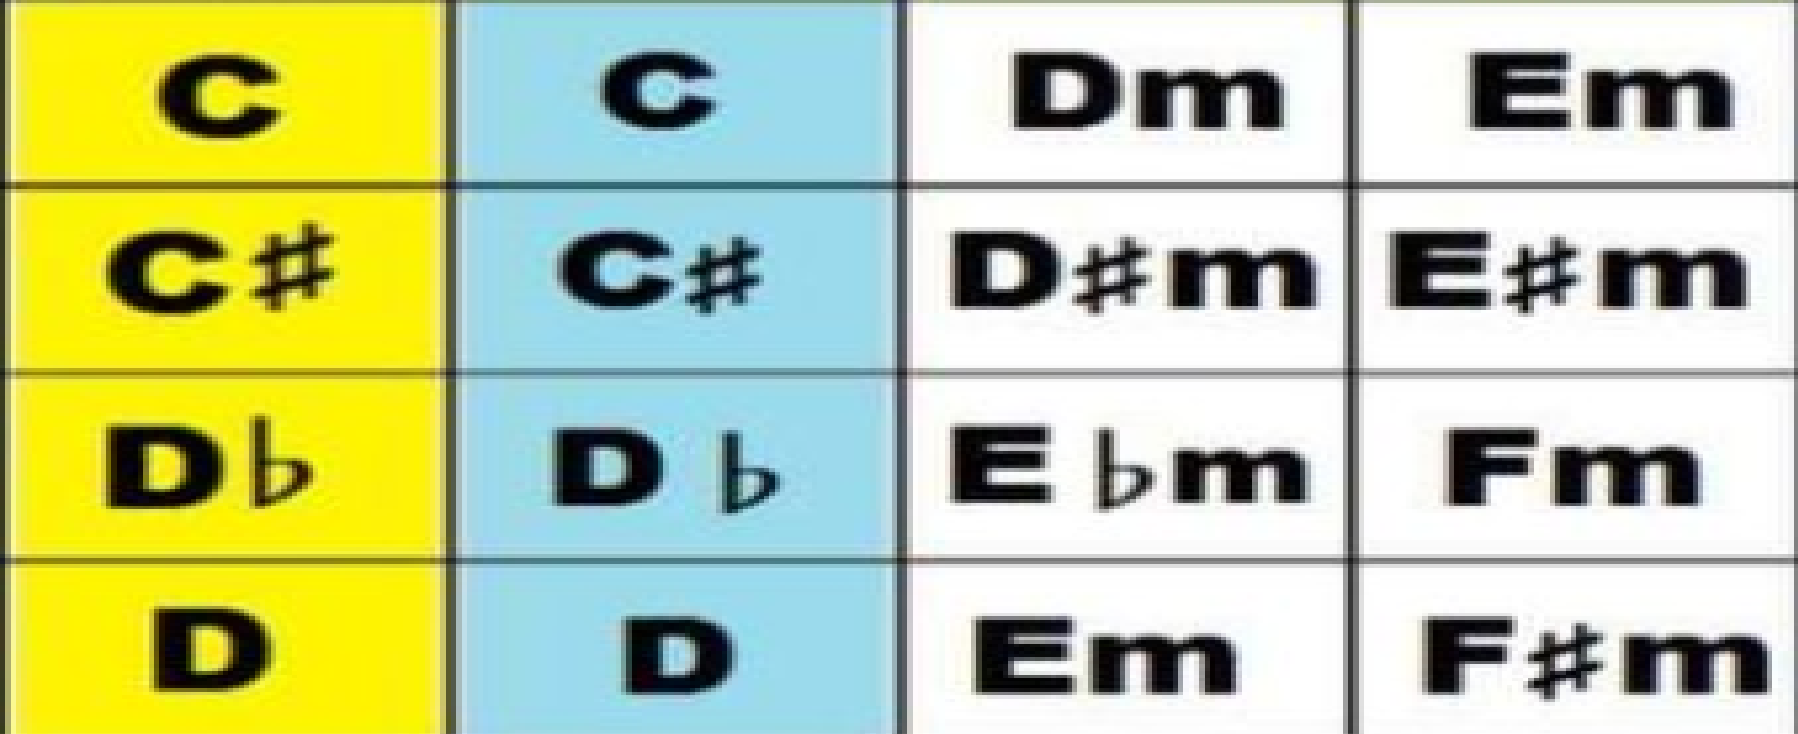 C C Dm Em
C♯ C♯ D♯m E♯m
D♭ D ♭ E ♭m Fm
D D Em F♯m